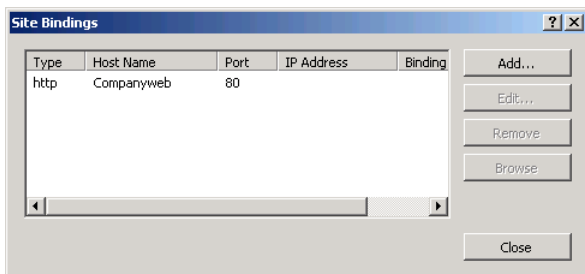 Site Bindings
Type Host Name Port IP Address Binding
http Companyweb 80
Add...
Edit...
Remove
Browse
Close